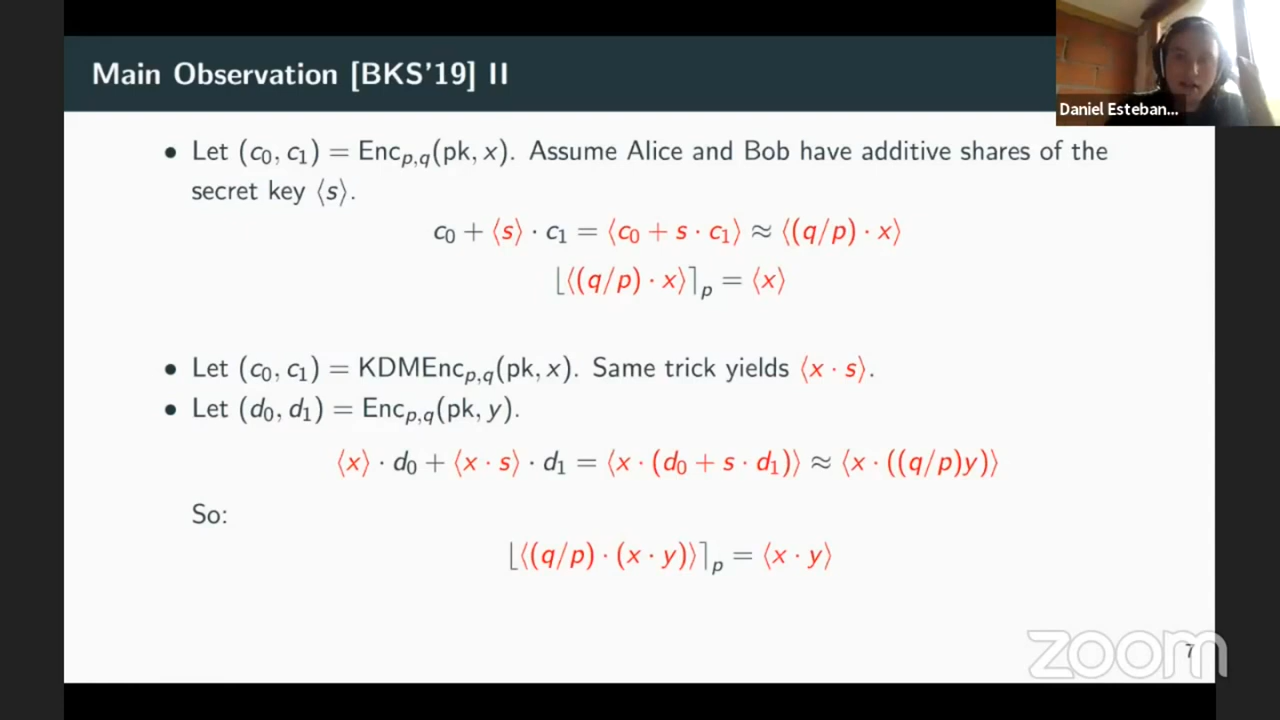 Main Observation [BKS'19] II
Daniel Esteban...
• Let (c₀, c₁) = Enc_{p,q}(pk, x). Assume Alice and Bob have additive shares of the
secret key ⟨s⟩.
c₀ + ⟨s⟩ · c₁ = ⟨c₀ + s · c₁⟩ ≈ ⟨(q/p) · x⟩
⌊⟨(q/p) · x⟩⌉_p = ⟨x⟩
• Let (c₀, c₁) = KDMEnc_{p,q}(pk, x). Same trick yields ⟨x · s⟩.
• Let (d₀, d₁) = Enc_{p,q}(pk, y).
⟨x⟩ · d₀ + ⟨x · s⟩ · d₁ = ⟨x · (d₀ + s · d₁)⟩ ≈ ⟨x · ((q/p)y)⟩
So:
⌊⟨(q/p) · (x · y)⟩⌉_p = ⟨x · y⟩
zoom
7